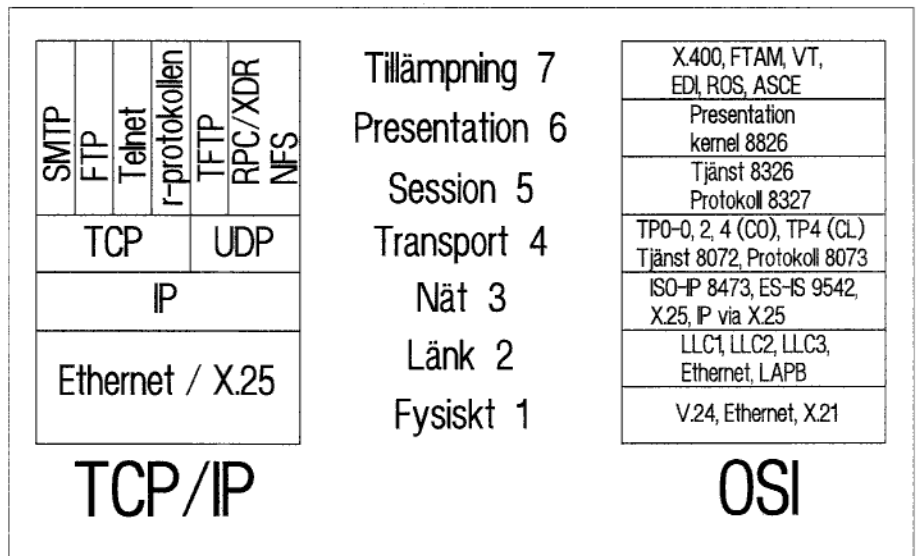 SMTP
FTP
Telnet
r-protokollen
TFTP
RPC/XDR
NFS
TCP
UDP
IP
Ethernet / X.25
TCP/IP
Tillämpning 7
Presentation 6
Session 5
Transport 4
Nät 3
Länk 2
Fysiskt 1
X.400, FTAM, VT,
EDI, ROS, ASCE
Presentation
kernel 8826
Tjänst 8326
Protokoll 8327
TP0-0, 2, 4 (CO), TP4 (CL)
Tjänst 8072, Protokoll 8073
ISO-IP 8473, ES-IS 9542,
X.25, IP via X.25
LLC1, LLC2, LLC3,
Ethernet, LAPB
V.24, Ethernet, X.21
OSI